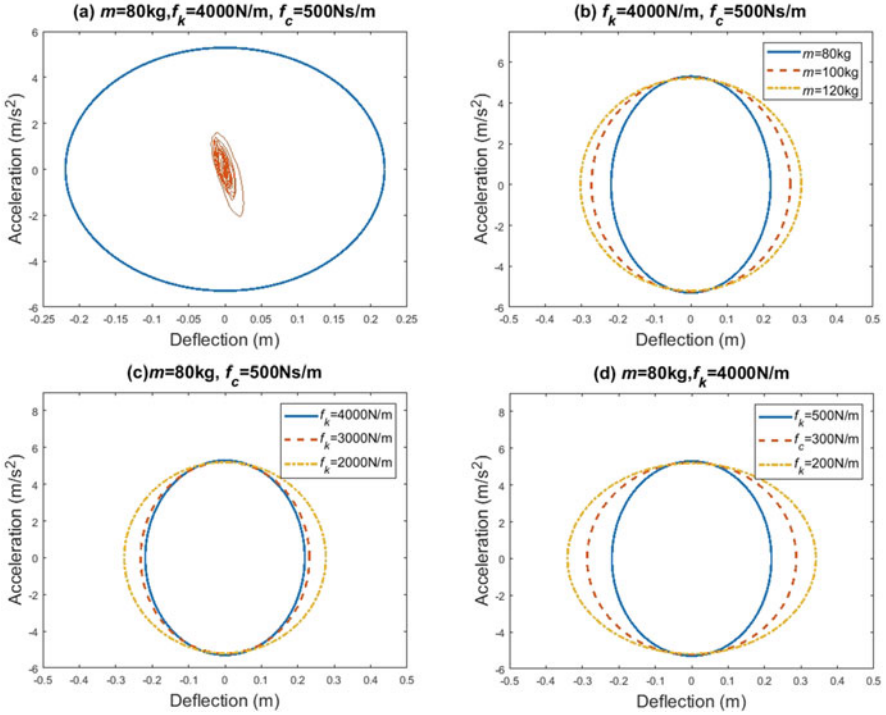 (a) m=80kg,fk=4000N/m, fc=500Ns/m
Acceleration (m/s²)
6
4
2
0
-2
-4
-6
-0.25 -0.2 -0.15 -0.1 -0.05 0 0.05 0.1 0.15 0.2 0.25
Deflection (m)
(b) fk=4000N/m, fc=500Ns/m
Acceleration (m/s²)
8
6
4
2
0
-2
-4
-6
m=80kg
m=100kg
m=120kg
-0.5 -0.4 -0.3 -0.2 -0.1 0 0.1 0.2 0.3 0.4 0.5
Deflection (m)
(c)m=80kg, fc=500Ns/m
Acceleration (m/s²)
8
6
4
2
0
-2
-4
-6
fk=4000N/m
fk=3000N/m
fk=2000N/m
-0.5 -0.4 -0.3 -0.2 -0.1 0 0.1 0.2 0.3 0.4 0.5
Deflection (m)
(d) m=80kg,fk=4000N/m
Acceleration (m/s²)
8
6
4
2
0
-2
-4
-6
fk=500N/m
fc=300N/m
fk=200N/m
-0.5 -0.4 -0.3 -0.2 -0.1 0 0.1 0.2 0.3 0.4 0.5
Deflection (m)